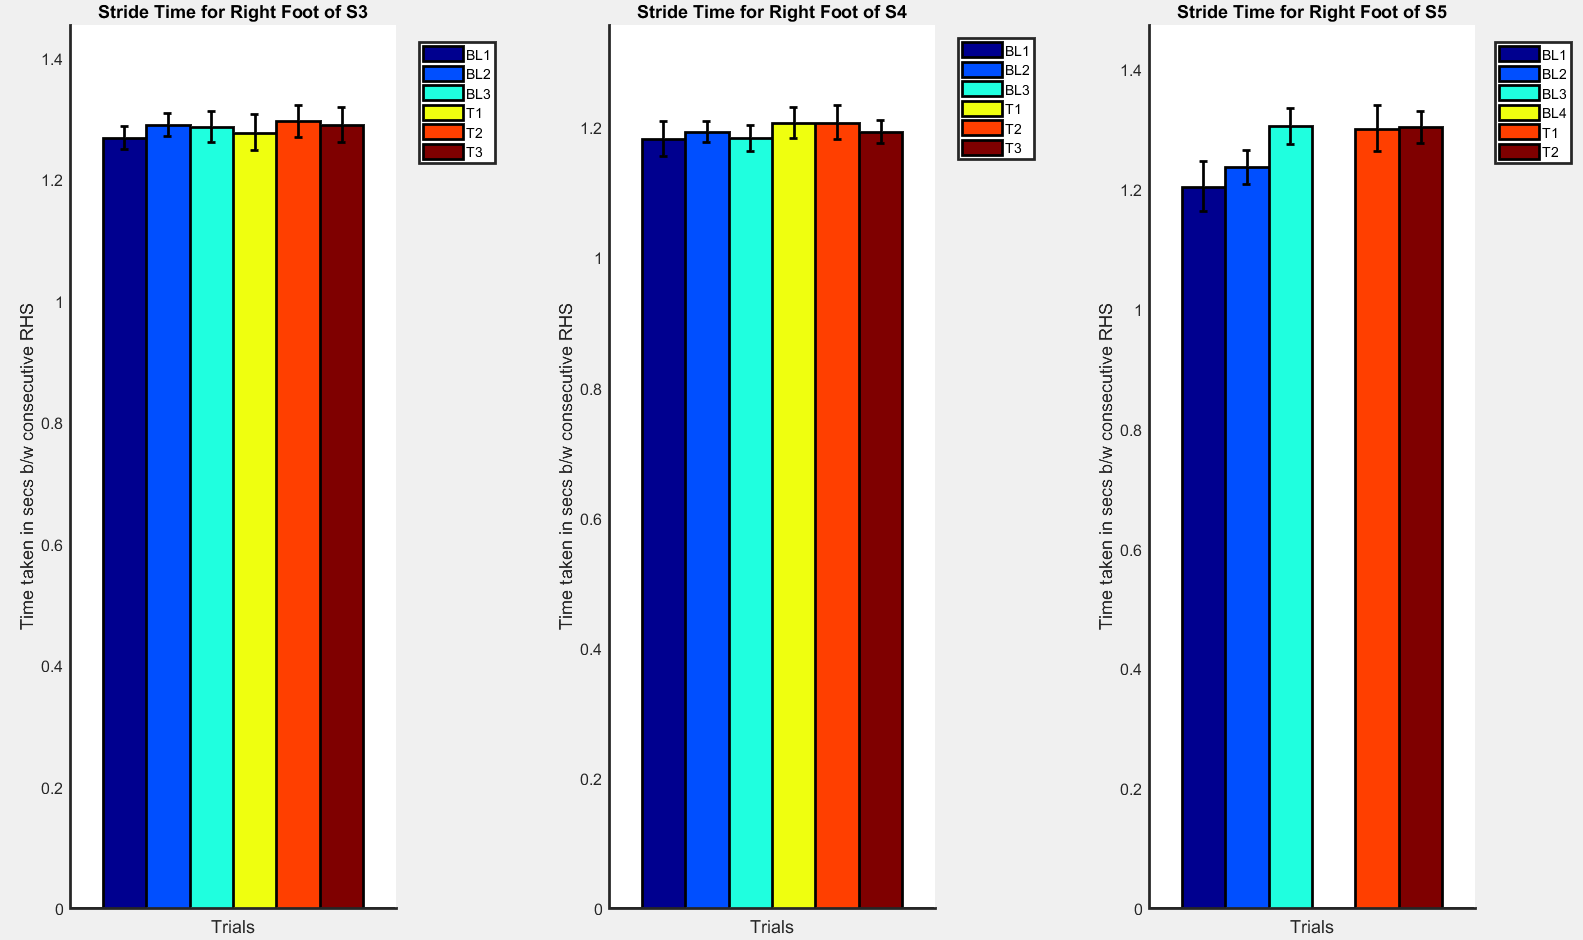 Stride Time for Right Foot of S3
1.4
1.2
1
0.8
0.6
0.4
0.2
0
Time taken in secs b/w consecutive RHS
Trials
BL1
BL2
BL3
T1
T2
T3
Stride Time for Right Foot of S4
1.2
1
0.8
0.6
0.4
0.2
0
Time taken in secs b/w consecutive RHS
Trials
BL1
BL2
BL3
T1
T2
T3
Stride Time for Right Foot of S5
1.4
1.2
1
0.8
0.6
0.4
0.2
0
Time taken in secs b/w consecutive RHS
Trials
BL1
BL2
BL3
BL4
T1
T2